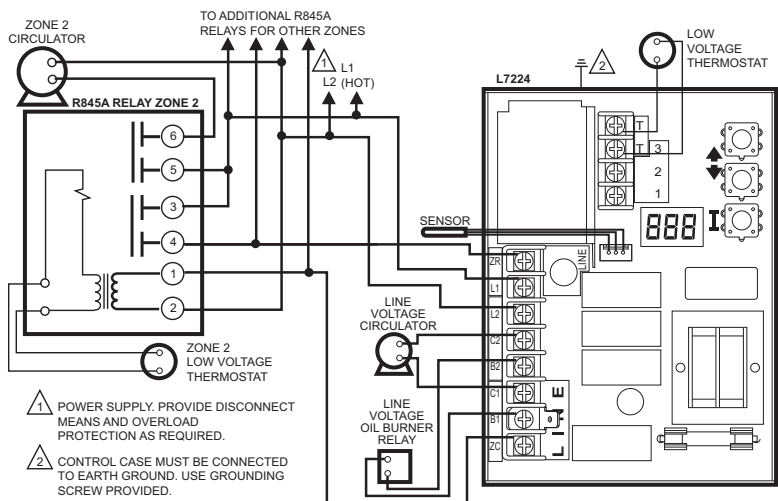 TO ADDITIONAL R845A
RELAYS FOR OTHER ZONES
ZONE 2
CIRCULATOR
1
L1
L2 (HOT)
2
LOW
VOLTAGE
THERMOSTAT
L7224
R845A RELAY ZONE 2
6
5
3
4
1
2
T
T 3
2
1
SENSOR
LINE
ZR
L1
L2
C2
B2
C1
B1
ZC
LINE
LINE
VOLTAGE
CIRCULATOR
ZONE 2
LOW VOLTAGE
THERMOSTAT
LINE
VOLTAGE
OIL BURNER
RELAY
1 POWER SUPPLY. PROVIDE DISCONNECT
MEANS AND OVERLOAD
PROTECTION AS REQUIRED.
2 CONTROL CASE MUST BE CONNECTED
TO EARTH GROUND. USE GROUNDING
SCREW PROVIDED.
888